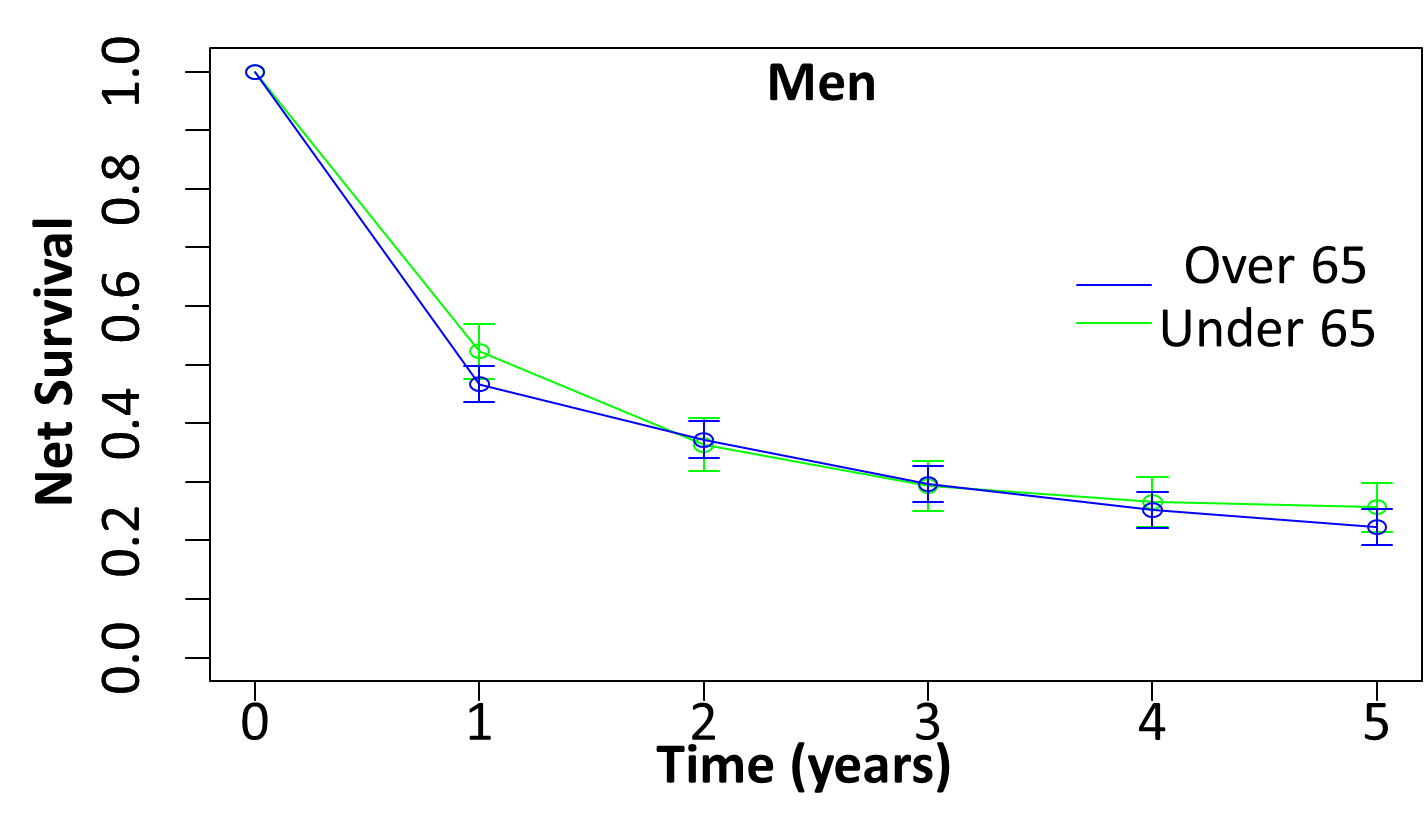 Men
1.0
0.8
0.6
0.4
0.2
0.0
Net Survival
Over 65
Under 65
0 1 2 3 4 5
Time (years)